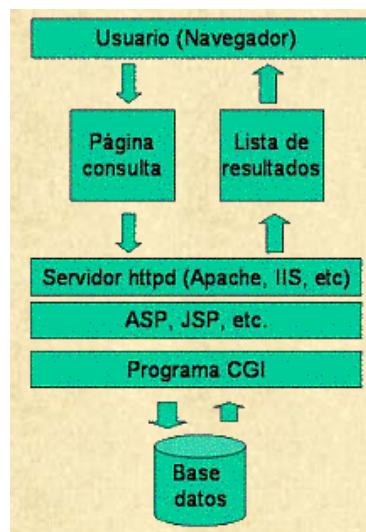 Usuario (Navegador)
Página
consulta
Lista de
resultados
Servidor httpd (Apache, IIS, etc)
ASP, JSP, etc.
Programa CGI
Base
datos